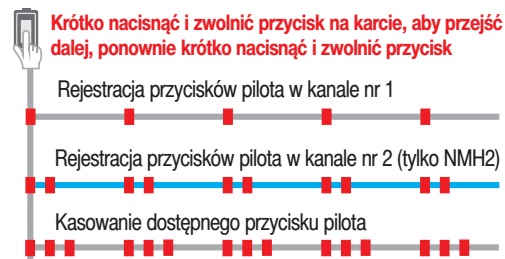 Krótko nacisnąć i zwolnić przycisk na karcie, aby przejść
dalej, ponownie krótko nacisnąć i zwolnić przycisk
Rejestracja przycisków pilota w kanale nr 1
Rejestracja przycisków pilota w kanale nr 2 (tylko NMH2)
Kasowanie dostępnego przycisku pilota